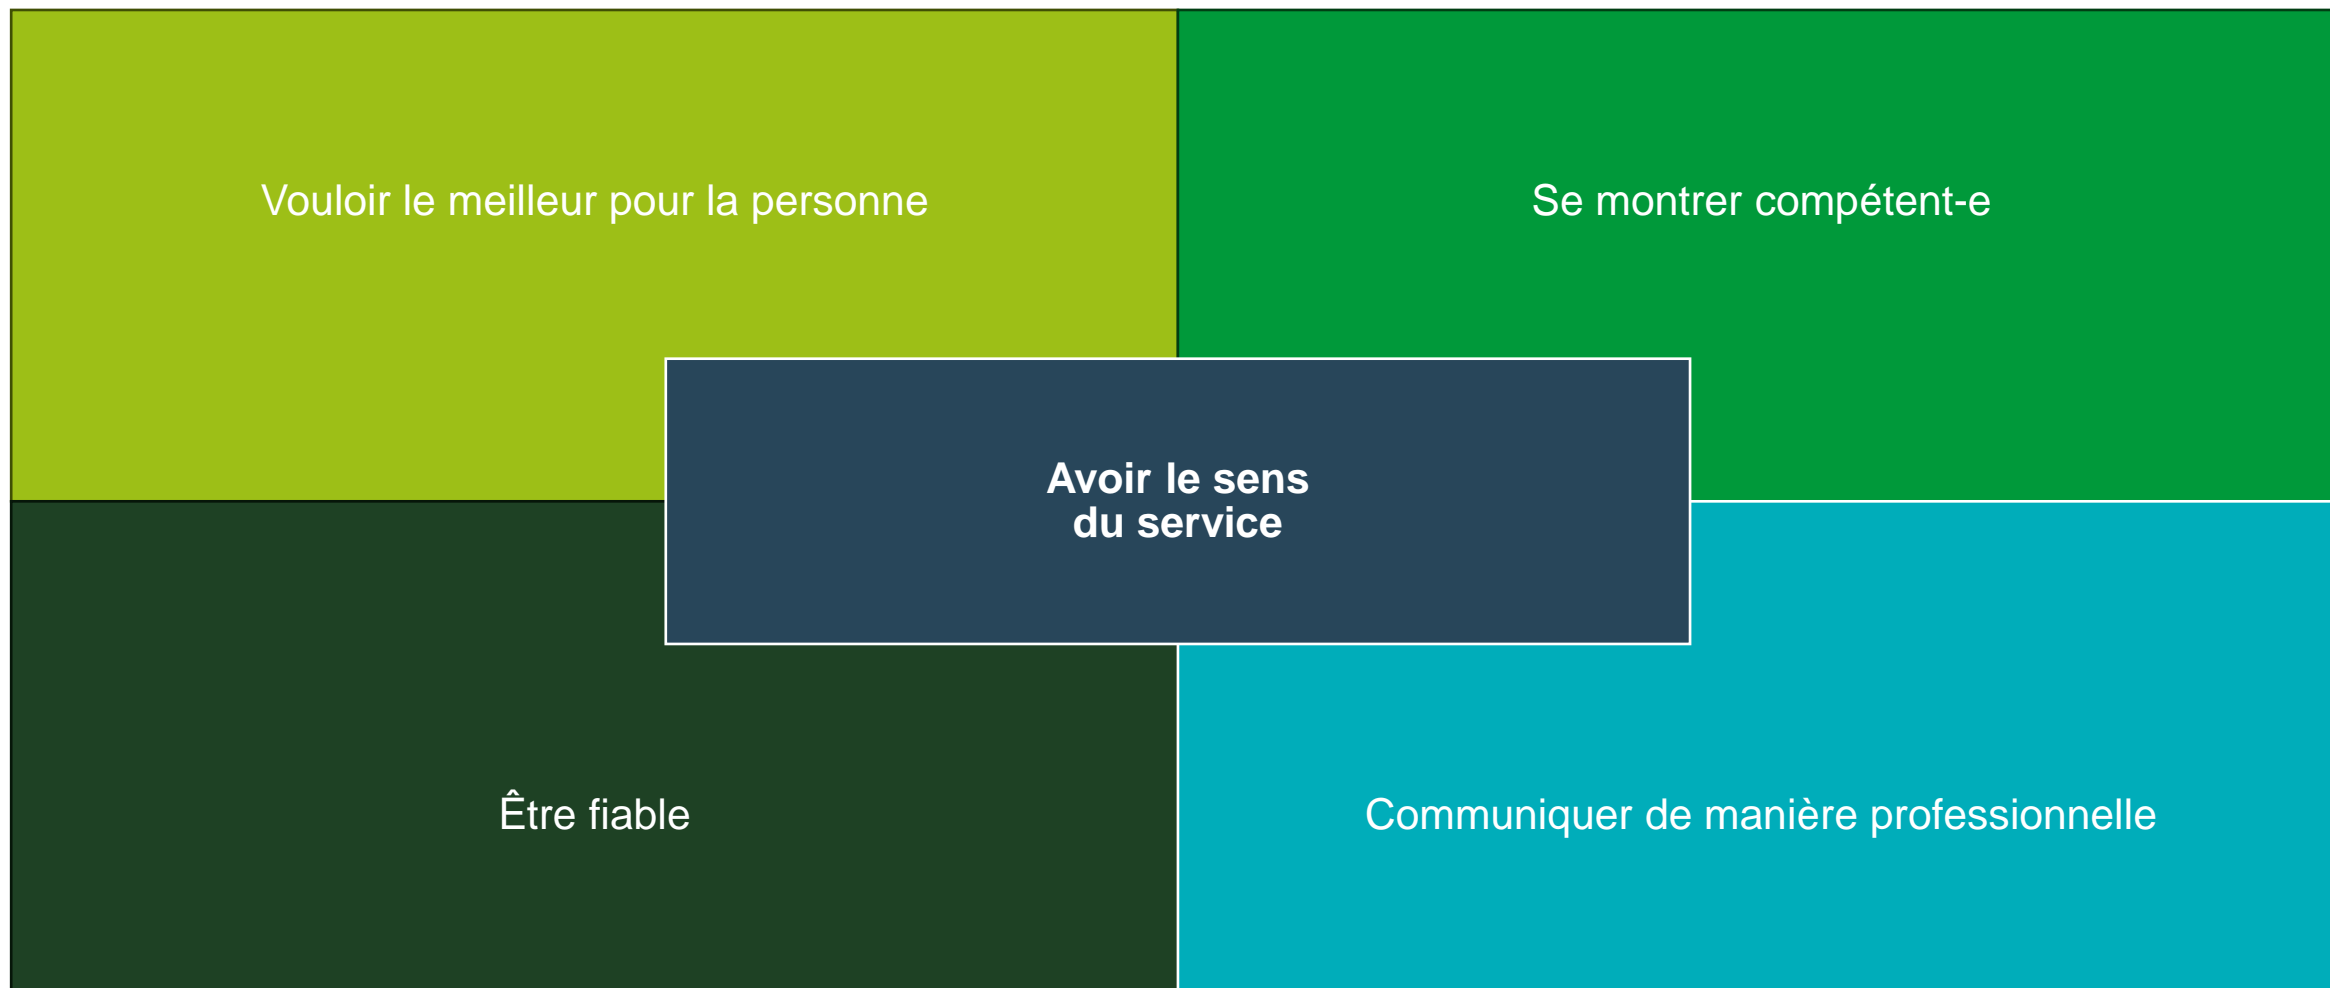 Vouloir le meilleur pour la personne
Se montrer compétent-e
Avoir le sens
du service
Être fiable
Communiquer de manière professionnelle